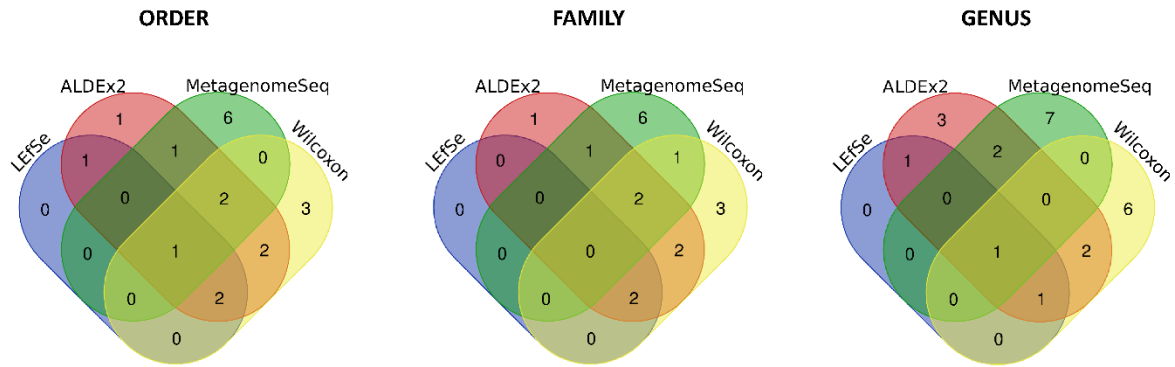 ORDER FAMILY GENUS
ALDEx2 MetagenomeSeq ALDEx2 MetagenomeSeq ALDEx2 MetagenomeSeq
LEfSe Wilcoxon LEfSe Wilcoxon LEfSe Wilcoxon
1 6 1 6 3 7
1 1 0 0 1 1 1 2 0
0 0 2 3 0 0 2 3 0 0 0 6
0 1 2 0 0 2 0 1 2
0 2 0 2 0 1
0 0 0